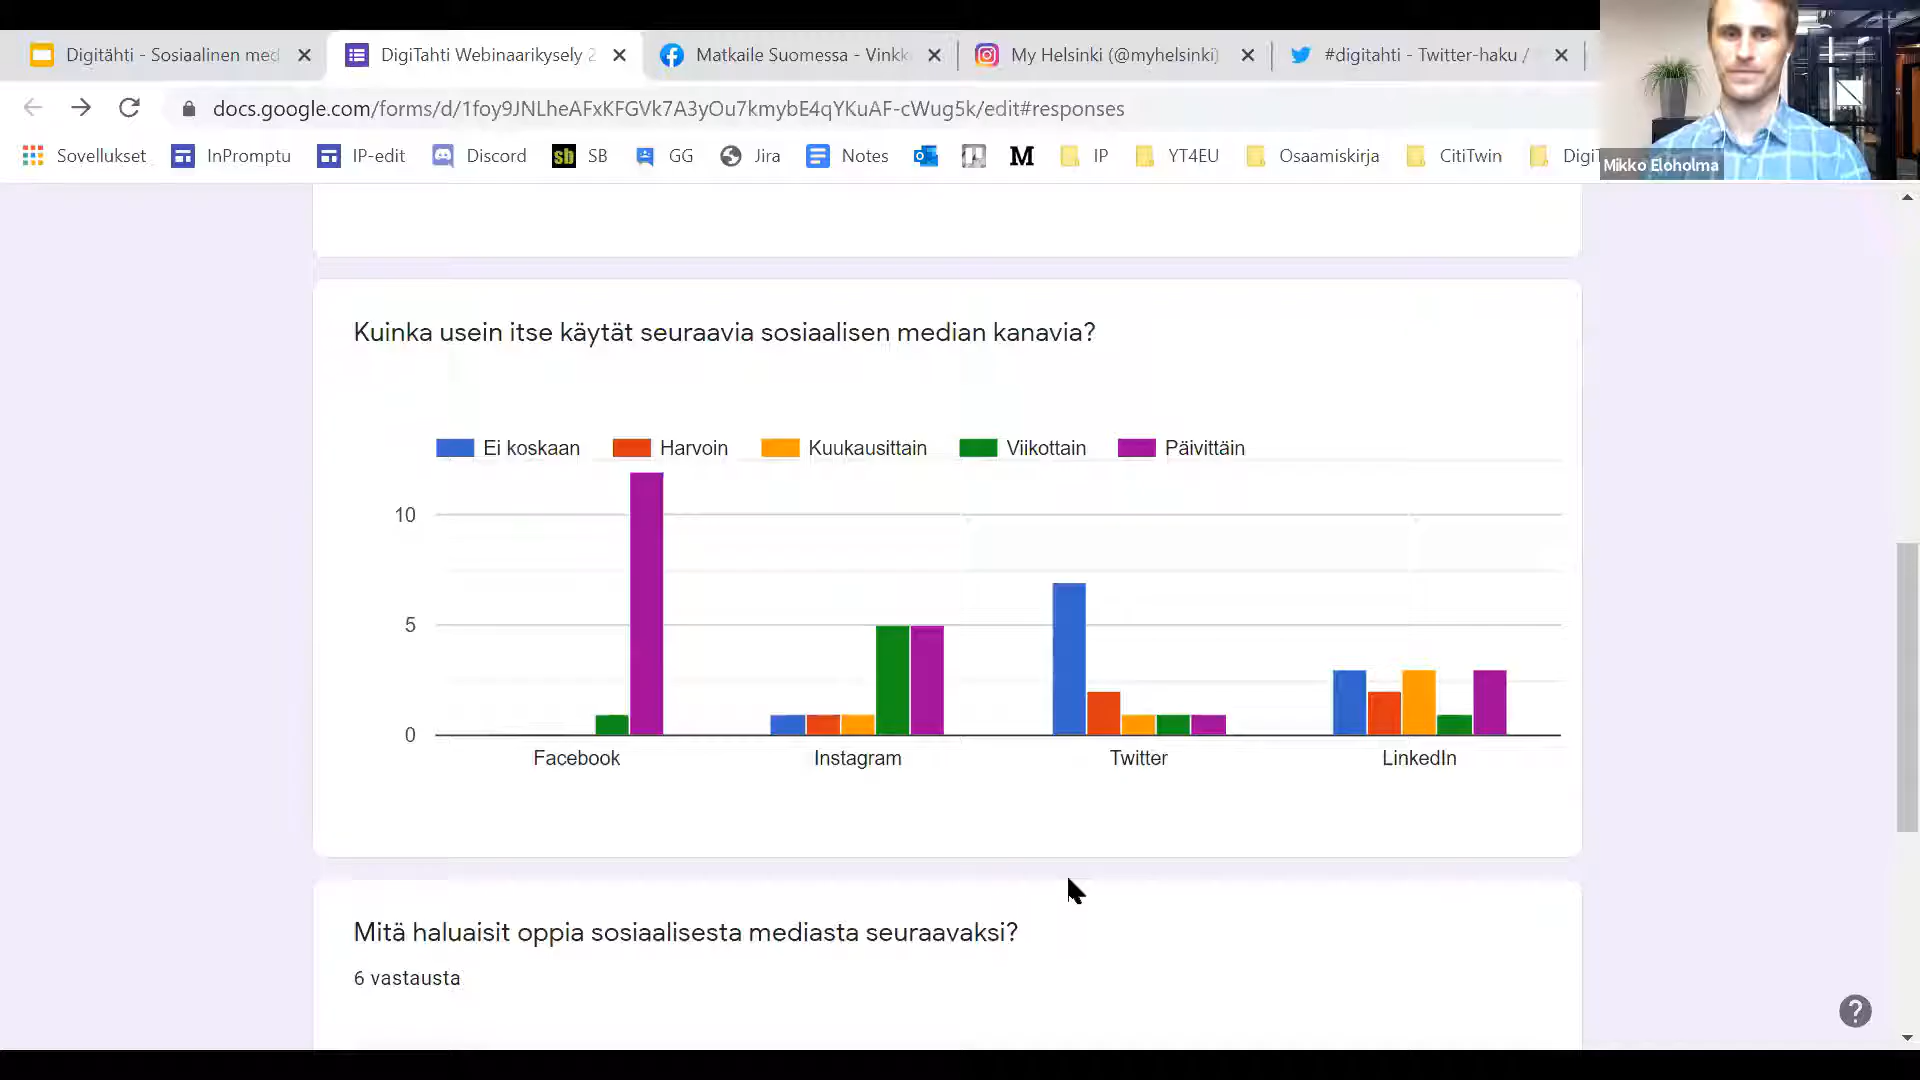 Digitähti - Sosiaalinen med
DigiTahti Webinaarikysely 2
Matkaile Suomessa - Vinkk
My Helsinki (@myhelsinki)
#digitahti - Twitter-haku /
docs.google.com/forms/d/1foy9JNLheAFxKFGVk7A3yOu7kmybE4qYKuAF-cWug5k/edit#responses
Sovellukset InPromptu IP-edit Discord sb SB GG Jira Notes M IP YT4EU Osaamiskirja CitiTwin DigiT
Mikko Eloholma
Kuinka usein itse käytät seuraavia sosiaalisen median kanavia?
Ei koskaan Harvoin Kuukausittain Viikottain Päivittäin
10
5
0
Facebook Instagram Twitter LinkedIn
Mitä haluaisit oppia sosiaalisesta mediasta seuraavaksi?
6 vastausta